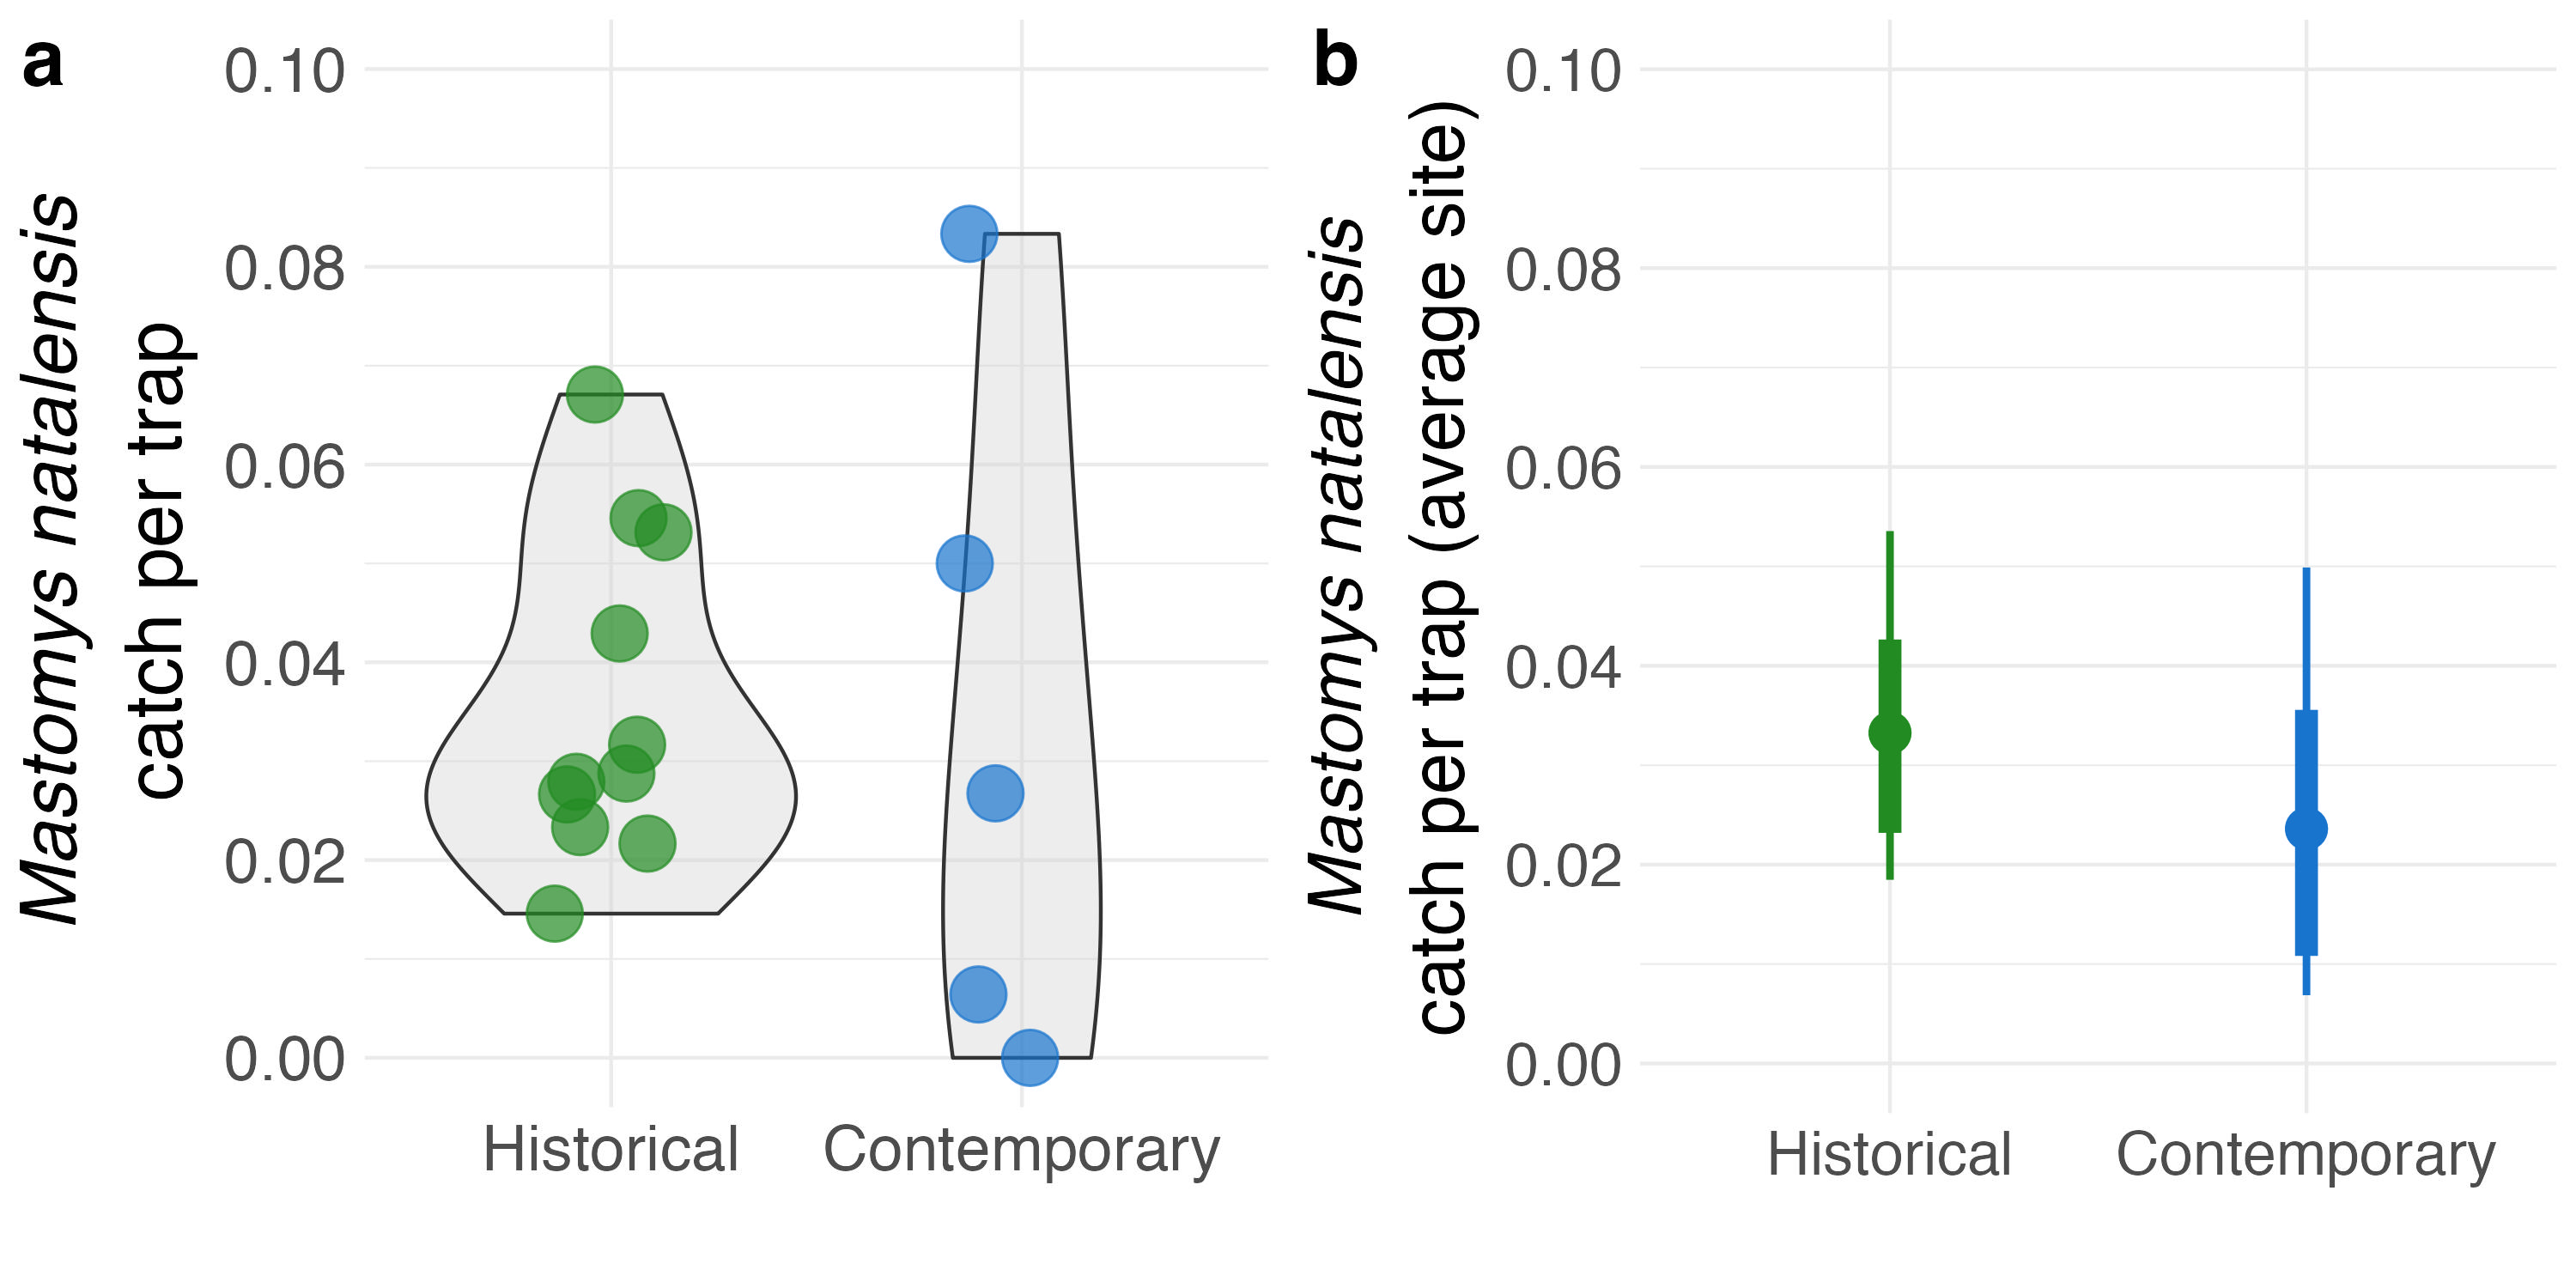 a
Mastomys natalensis
catch per trap
0.10
0.08
0.06
0.04
0.02
0.00
Historical
Contemporary
b
Mastomys natalensis
catch per trap (average site)
0.10
0.08
0.06
0.04
0.02
0.00
Historical
Contemporary